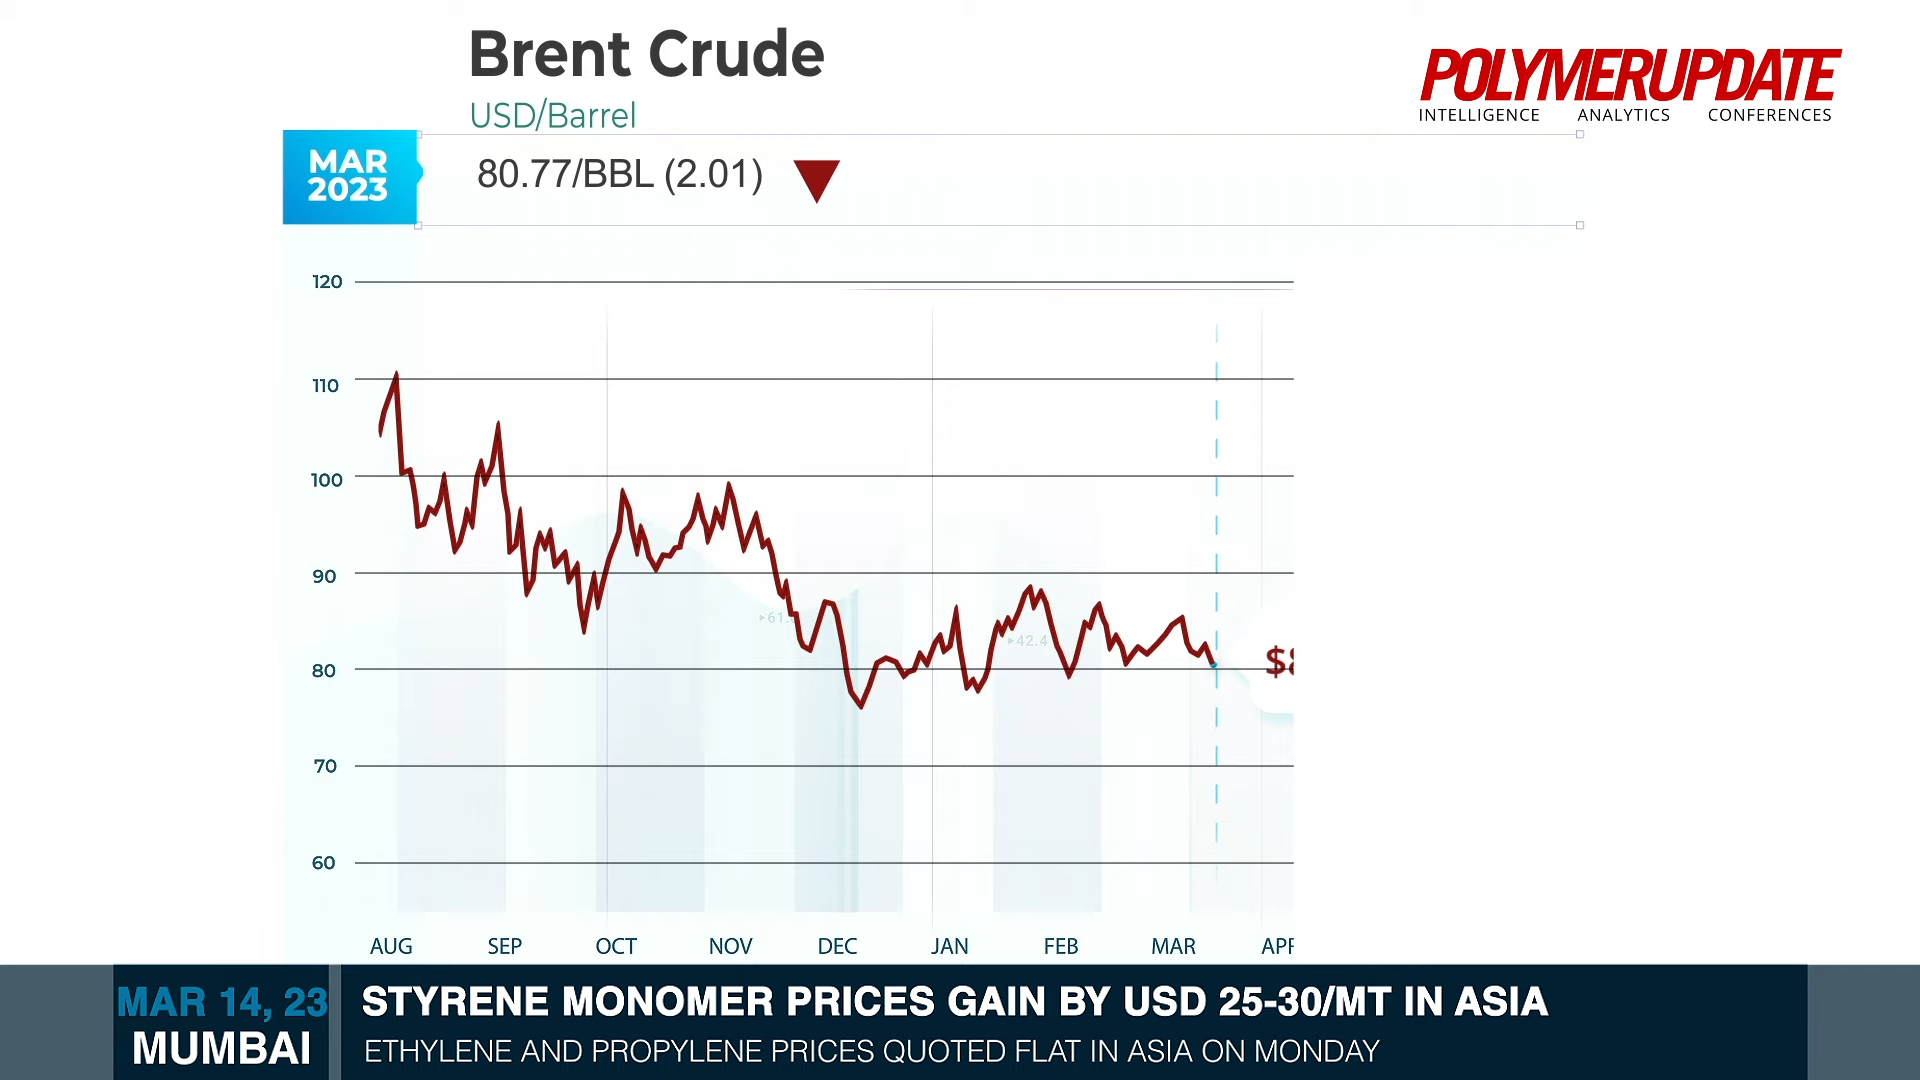 Brent Crude
USD/Barrel
POLYMERUPDATE
INTELLIGENCE ANALYTICS CONFERENCES
MAR
2023
80.77/BBL (2.01)
120
110
100
90
80
70
60
42.4
AUG SEP OCT NOV DEC JAN FEB MAR
MAR 14, 23
MUMBAI
STYRENE MONOMER PRICES GAIN BY USD 25-30/MT IN ASIA
ETHYLENE AND PROPYLENE PRICES QUOTED FLAT IN ASIA ON MONDAY